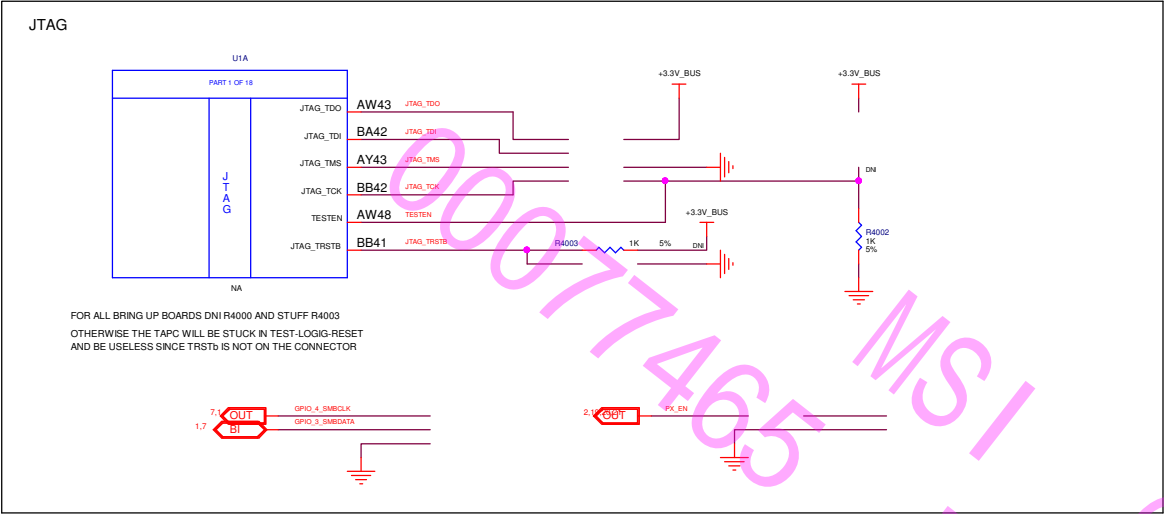 JTAG
U1A
PART 1 OF 18
+3.3V_BUS
+3.3V_BUS
JTAG_TDO AW43 JTAG_TDO
JTAG_TDI BA42 JTAG_TDI
JTAG_TMS AY43 JTAG_TMS
DNI
JTAG
JTAG_TCK BB42 JTAG_TCK
TESTEN AW48 TESTEN
+3.3V_BUS
JTAG_TRSTB BB41 JTAG_TRSTB
R4003 1K 5% DNI
R4002
1K
5%
NA
FOR ALL BRING UP BOARDS DNI R4000 AND STUFF R4003
OTHERWISE THE TAPC WILL BE STUCK IN TEST-LOGIG-RESET
AND BE USELESS SINCE TRSTb IS NOT ON THE CONNECTOR
00077465
MSI
7,1 OUT GPIO_4_SMBCLK
1,7 BI GPIO_3_SMBDATA
OUT PX_EN